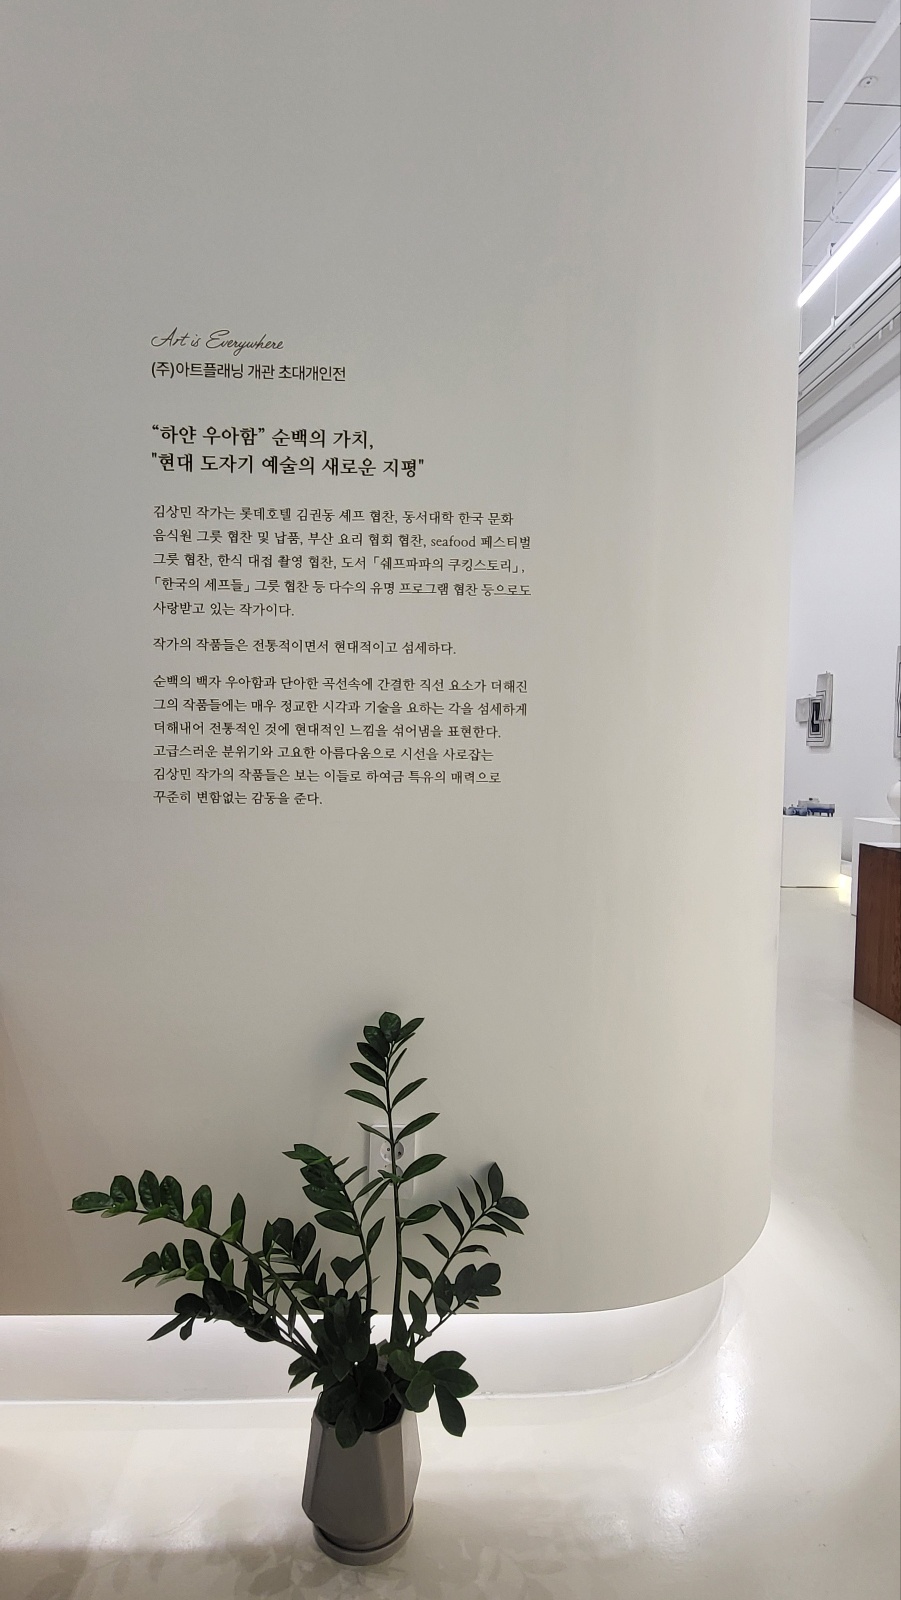 Art is Everywhere
(주)아트플래닝 개관 초대개인전
“하얀 우아함” 순백의 가치,
"현대 도자기 예술의 새로운 지평"
김상민 작가는 롯데호텔 김권동 셰프 협찬, 동서대학 한국 문화
음식원 그릇 협찬 및 납품, 부산 요리 협회 협찬, seafood 페스티벌
그릇 협찬, 한식 대접 촬영 협찬, 도서「쉐프파파의 쿠킹스토리」,
「한국의 셰프들」그릇 협찬 등 다수의 유명 프로그램 협찬 등으로도
사랑받고 있는 작가이다.
작가의 작품들은 전통적이면서 현대적이고 섬세하다.
순백의 백자 우아함과 단아한 곡선속에 간결한 직선 요소가 더해진
그의 작품들에는 매우 정교한 시각과 기술을 요하는 각을 섬세하게
더해내어 전통적인 것에 현대적인 느낌을 섞어냄을 표현한다.
고급스러운 분위기와 고요한 아름다움으로 시선을 사로잡는
김상민 작가의 작품들은 보는 이들로 하여금 특유의 매력으로
꾸준히 변함없는 감동을 준다.